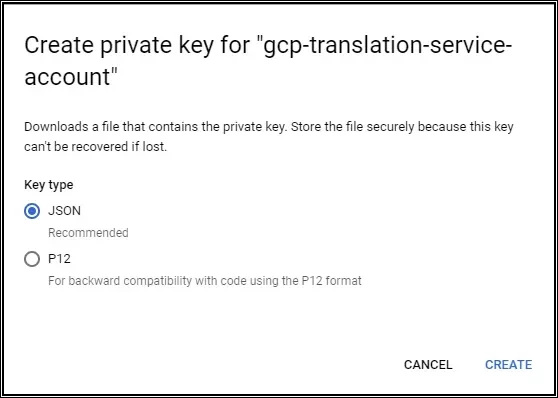 Create private key for "gcp-translation-service-
account"
Downloads a file that contains the private key. Store the file securely because this key
can't be recovered if lost.
Key type
JSON
Recommended
P12
For backward compatibility with code using the P12 format
CANCEL CREATE